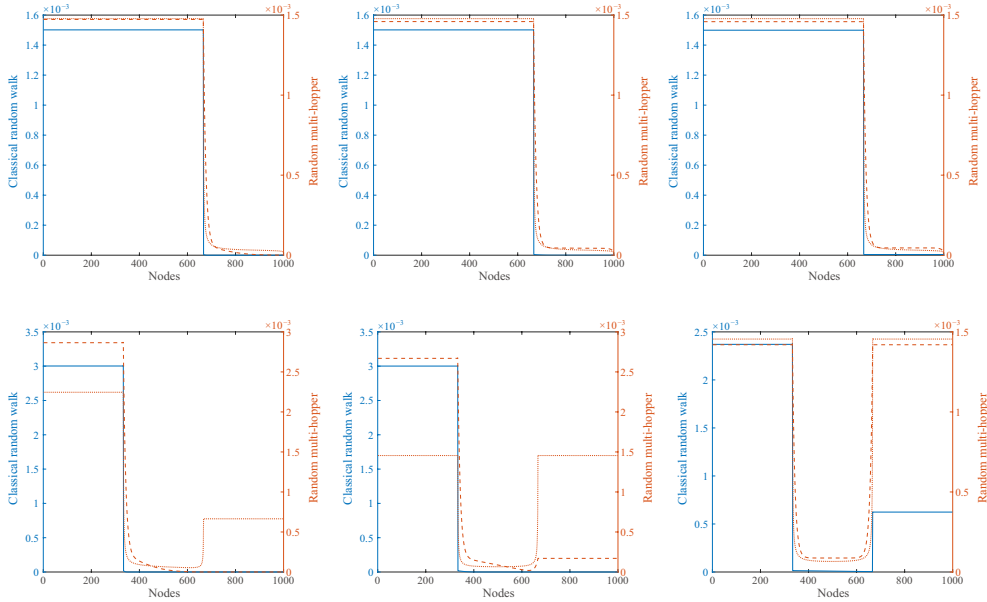 ×10⁻³ ×10⁻³
1.6 1.4 1.2 1 0.8 0.6 0.4 0.2 0
Classical random walk
1.5 1 0.5 0
Random multi-hopper
0 200 400 600 800 1000
Nodes
×10⁻³ ×10⁻³
1.6 1.4 1.2 1 0.8 0.6 0.4 0.2 0
Classical random walk
1.5 1 0.5 0
Random multi-hopper
0 200 400 600 800 1000
Nodes
×10⁻³ ×10⁻³
1.6 1.4 1.2 1 0.8 0.6 0.4 0.2 0
Classical random walk
1.5 1 0.5 0
Random multi-hopper
0 200 400 600 800 1000
Nodes
×10⁻³ ×10⁻³
3.5 3 2.5 2 1.5 1 0.5 0
Classical random walk
3 2.5 2 1.5 1 0.5 0
Random multi-hopper
0 200 400 600 800 1000
Nodes
×10⁻³ ×10⁻³
3.5 3 2.5 2 1.5 1 0.5 0
Classical random walk
3 2.5 2 1.5 1 0.5 0
Random multi-hopper
0 200 400 600 800 1000
Nodes
×10⁻³ ×10⁻³
2.5 2 1.5 1 0.5 0
Classical random walk
1.5 1 0.5 0
Random multi-hopper
0 200 400 600 800 1000
Nodes